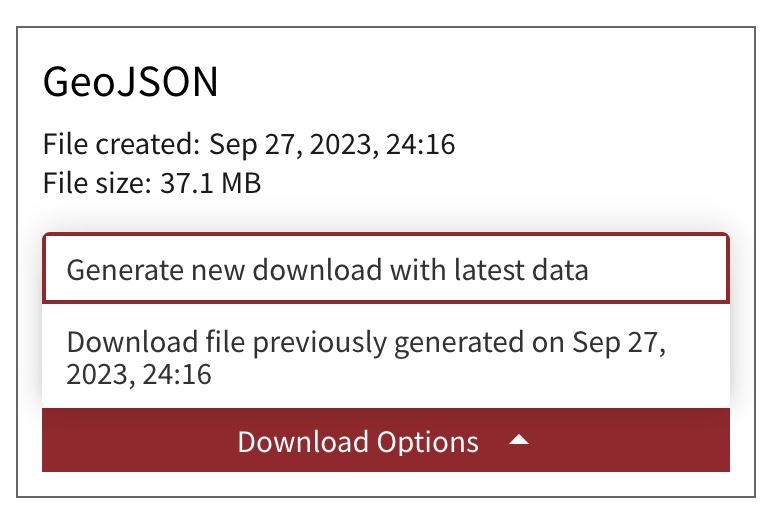 GeoJSON
File created: Sep 27, 2023, 24:16
File size: 37.1 MB
Generate new download with latest data
Download file previously generated on Sep 27,
2023, 24:16
Download Options